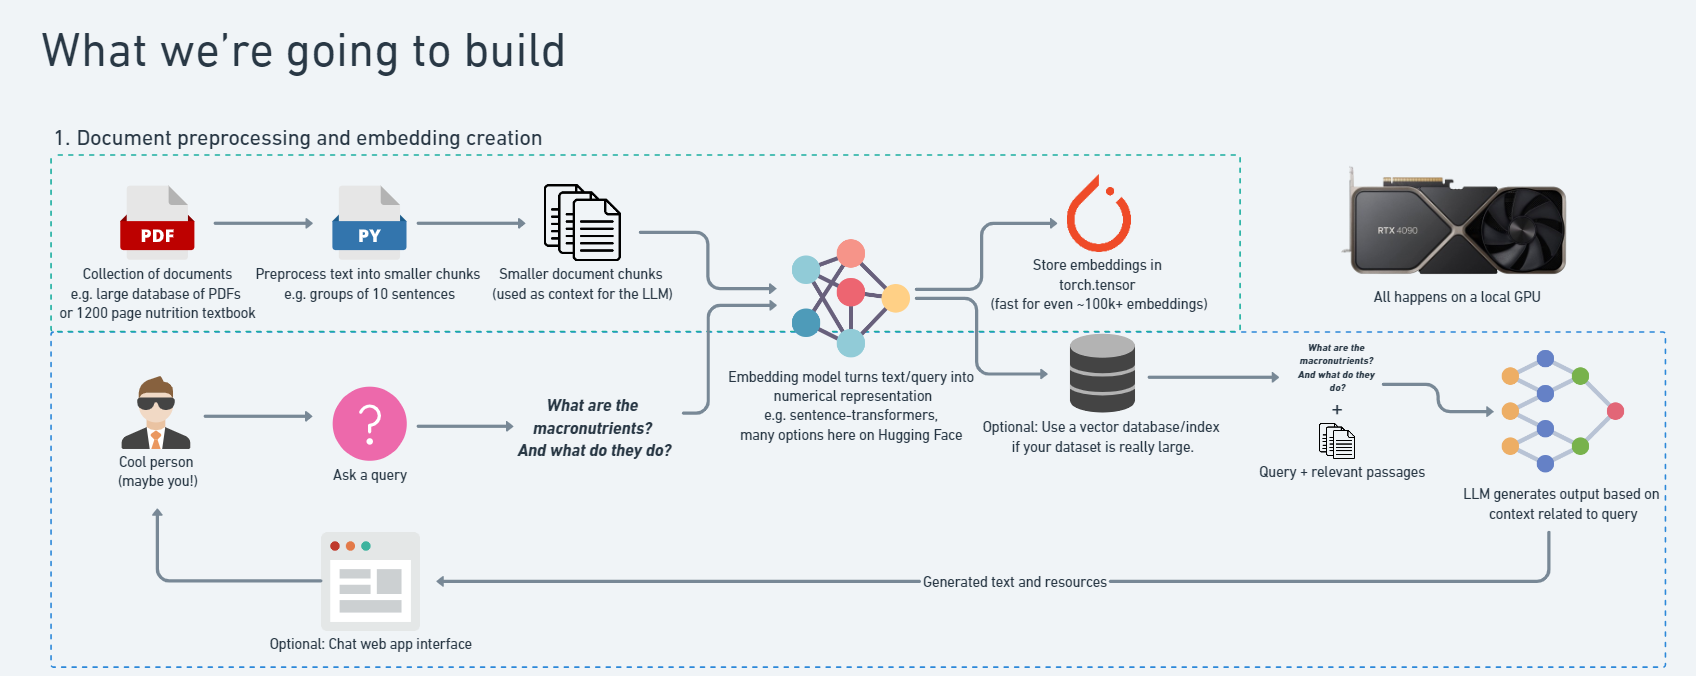 What we're going to build
1. Document preprocessing and embedding creation
PDF
PY
Collection of documents
e.g. large database of PDFs
or 1200 page nutrition textbook
Preprocess text into smaller chunks
e.g. groups of 10 sentences
Smaller document chunks
(used as context for the LLM)
Store embeddings in
torch.tensor
(fast for even ~100k+ embeddings)
RTX 4090
All happens on a local GPU
Cool person
(maybe you!)
?
Ask a query
What are the
macronutrients?
And what do they do?
Embedding model turns text/query into
numerical representation
e.g. sentence-transformers,
many options here on Hugging Face
Optional: Use a vector database/index
if your dataset is really large.
What are the
macronutrients?
And what do they
do?
+
Query + relevant passages
LLM generates output based on
context related to query
Generated text and resources
Optional: Chat web app interface